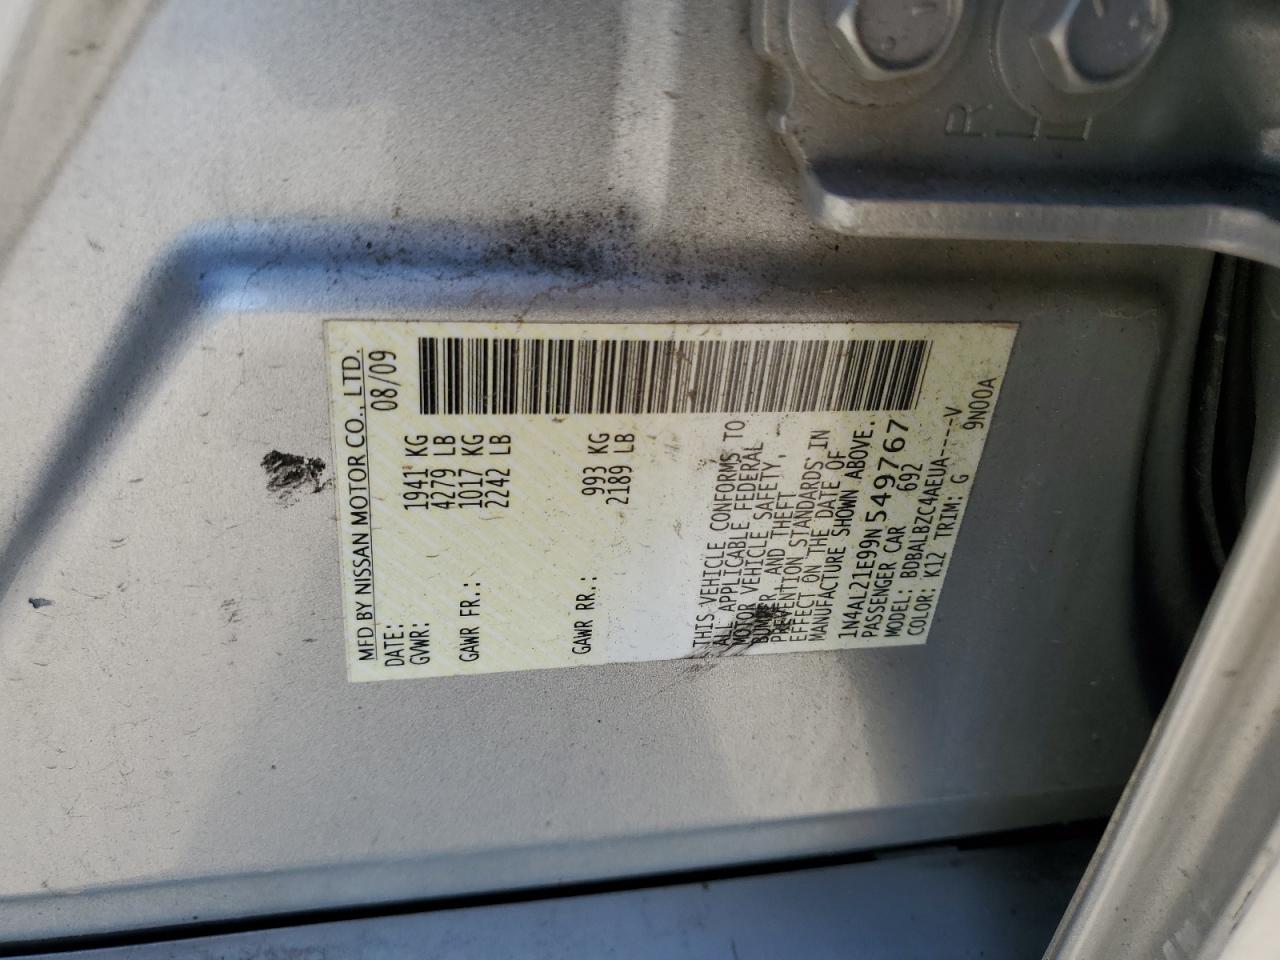 MFD BY NISSAN MOTOR CO., LTD.
DATE: 08/09
GVWR: 1941 KG
4279 LB
GAWR FR.: 1017 KG
2242 LB
GAWR RR.: 993 KG
2189 LB
THIS VEHICLE CONFORMS TO
ALL APPLICABLE FEDERAL
MOTOR VEHICLE SAFETY,
BUMPER AND THEFT
PREVENTION STANDARDS IN
EFFECT ON THE DATE OF
MANUFACTURE SHOWN ABOVE.
1N4AL21E99N549767
PASSENGER CAR 692
MODEL: BDBALBZC4AEUA-----V
COLOR: K12 TRIM: G 9N00A
R
L